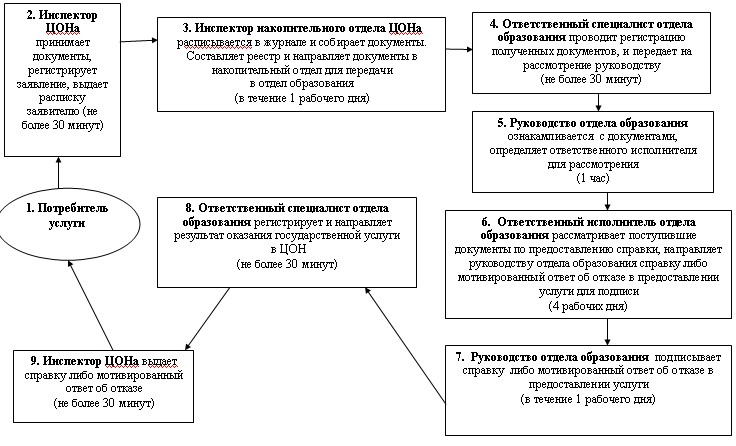 2. Инспектор
ЦОНа
принимает
документы,
регистрирует
заявление, выдает
расписку
заявителю (не
более 30 минут)
3. Инспектор накопительного отдела ЦОНа
расписывается в журнале и собирает документы.
Составляет реестр и направляет документы в
накопительный отдел для передачи
в отдел образования
(в течение 1 рабочего дня)
4. Ответственный специалист отдела
образования проводит регистрацию
полученных документов, и передает на
рассмотрение руководству
(не более 30 минут)
5. Руководство отдела образования
ознакамливается с документами,
определяет ответственного исполнителя
для рассмотрения
(1 час)
6. Ответственный исполнитель отдела
образования рассматривает поступившие
документы по предоставлению справки, направляет
руководству отдела образования справку либо
мотивированный ответ об отказе в предоставлении
услуги для подписи
(4 рабочих дня)
7. Руководство отдела образования подписывает
справку либо мотивированный ответ об отказе в
предоставлении услуги
(в течение 1 рабочего дня)
8. Ответственный специалист отдела
образования регистрирует и направляет
результат оказания государственной услуги
в ЦОН
(не более 30 минут)
9. Инспектор ЦОНа выдает
справку либо мотивированный
ответ об отказе
(не более 30 минут)
1. Потребитель
услуги